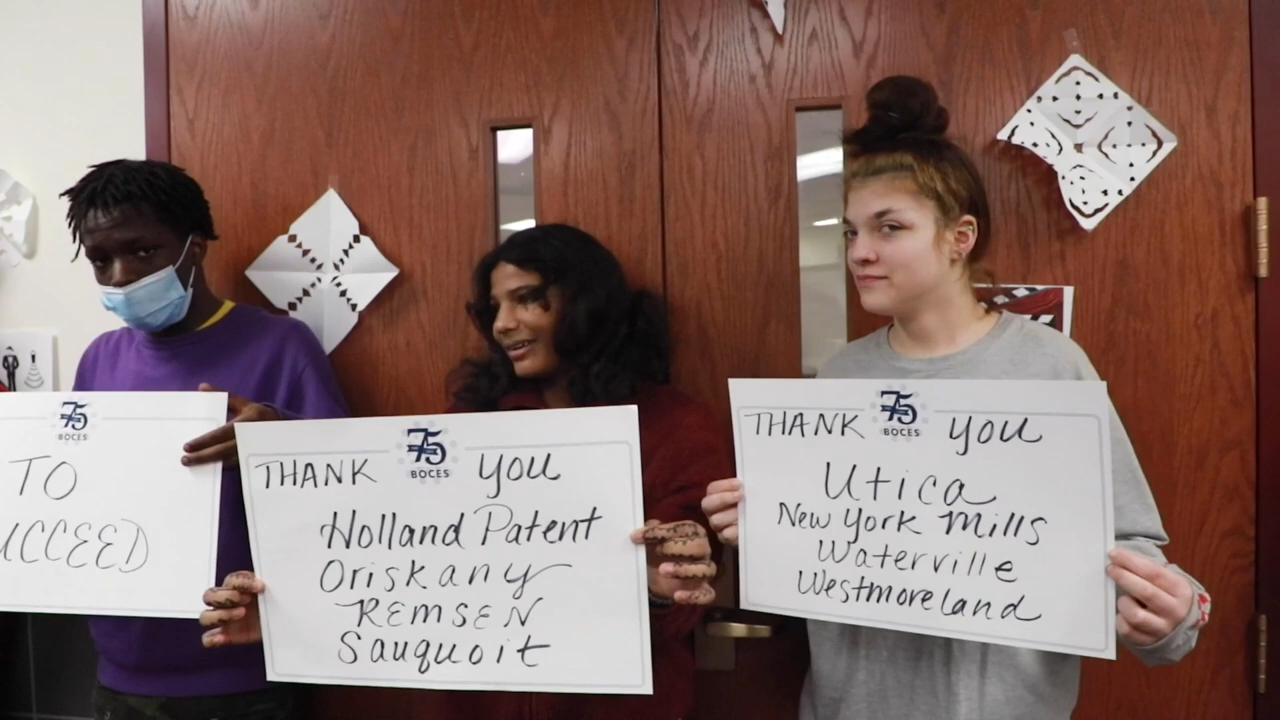 75
BOCES
TO
UCCEED
75
BOCES
THANK YOU
Holland Patent
Oriskany
REMSEN
Sauquoit
75
BOCES
THANK YOU
Utica
New York Mills
Waterville
Westmoreland